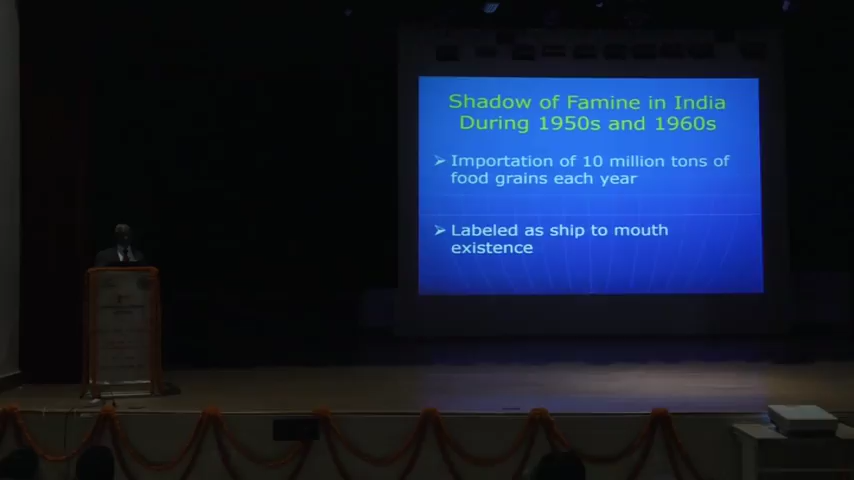 Shadow of Famine in India
During 1950s and 1960s
➢ Importation of 10 million tons of
food grains each year
➢ Labeled as ship to mouth
existence